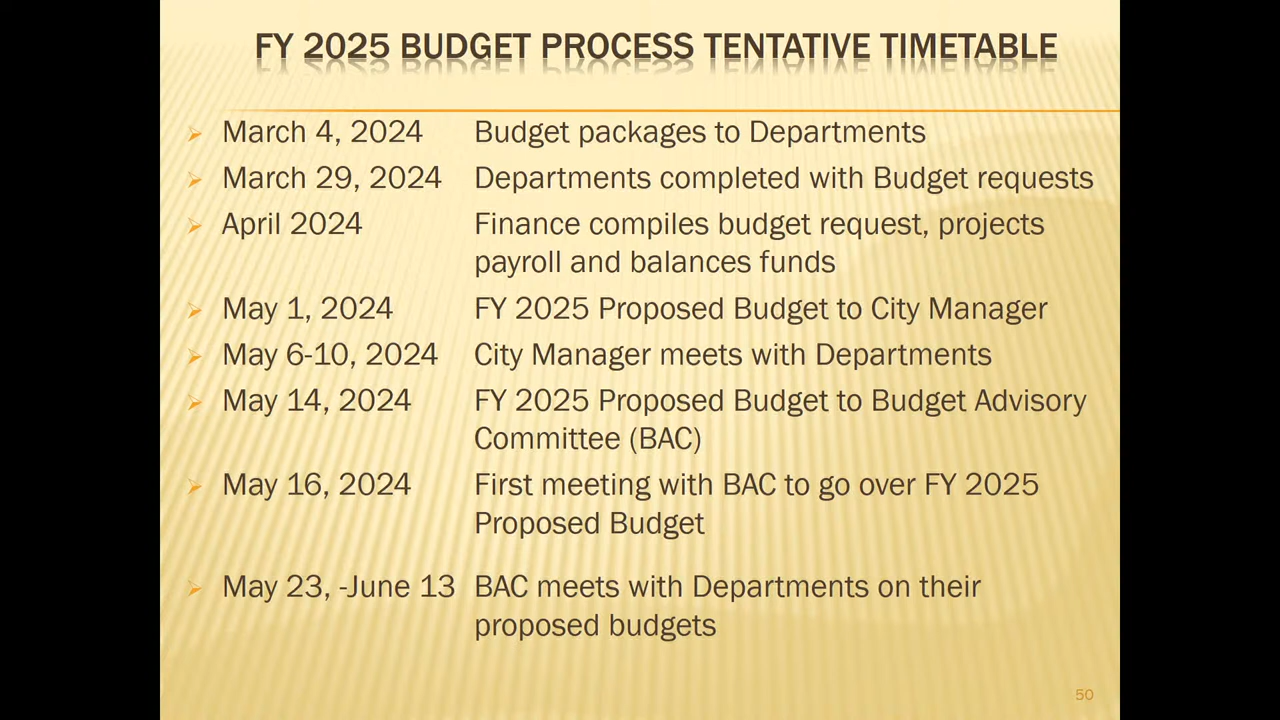 FY 2025 BUDGET PROCESS TENTATIVE TIMETABLE
March 4, 2024 Budget packages to Departments
March 29, 2024 Departments completed with Budget requests
April 2024 Finance compiles budget request, projects
payroll and balances funds
May 1, 2024 FY 2025 Proposed Budget to City Manager
May 6-10, 2024 City Manager meets with Departments
May 14, 2024 FY 2025 Proposed Budget to Budget Advisory
Committee (BAC)
May 16, 2024 First meeting with BAC to go over FY 2025
Proposed Budget
May 23, -June 13 BAC meets with Departments on their
proposed budgets
50